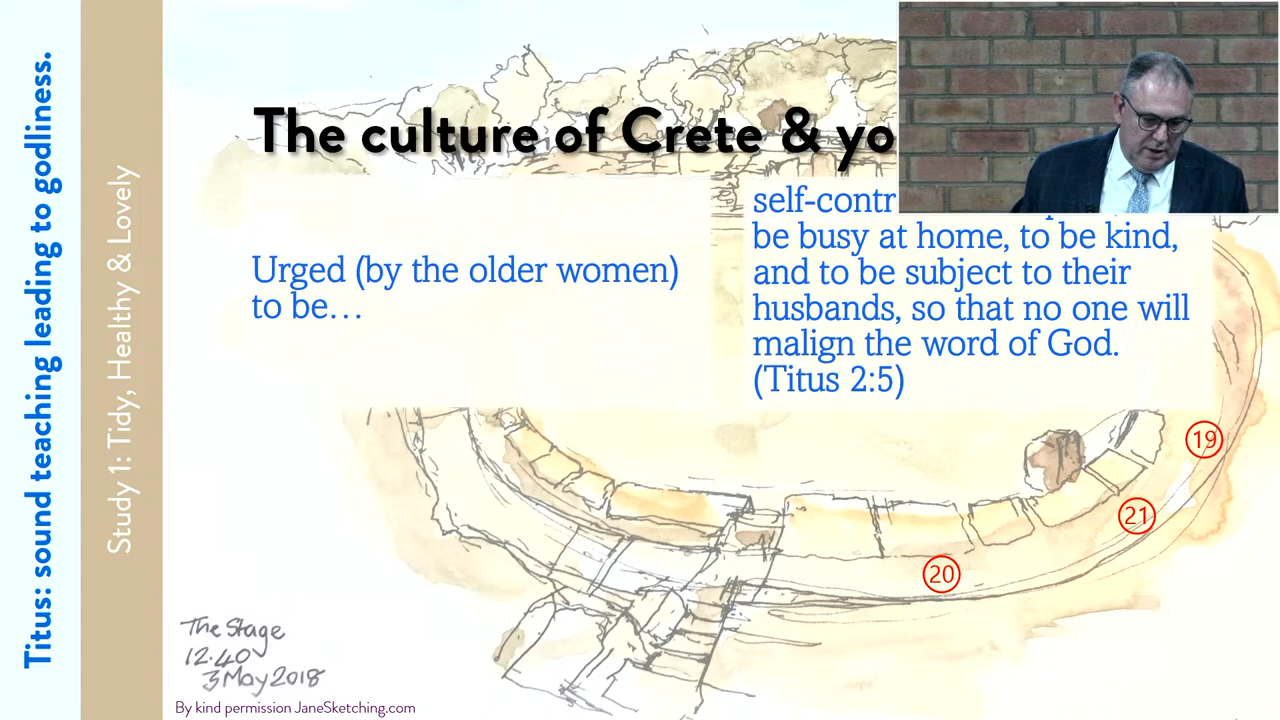 Titus: sound teaching leading to godliness.
Study 1: Tidy, Healthy & Lovely
The culture of Crete & yo
Urged (by the older women)
to be…
self-contr
be busy at home, to be kind,
and to be subject to their
husbands, so that no one will
malign the word of God.
(Titus 2:5)
19
21
20
The Stage
12.40
3 May 2018
By kind permission JaneSketching.com